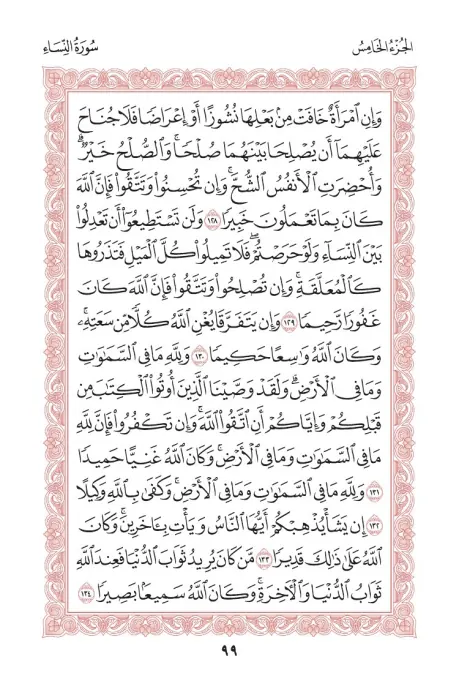 الجُزْءُ الخَامِسُ
سُورَةُ النِّسَاءِ
وَإِنِ ٱمْرَأَةٌ خَافَتْ مِنۢ بَعْلِهَا نُشُوزًا أَوْ إِعْرَاضًا فَلَا جُنَاحَ
عَلَيْهِمَآ أَن يُصْلِحَا بَيْنَهُمَا صُلْحًا ۚ وَٱلصُّلْحُ خَيْرٌ ۗ
وَأُحْضِرَتِ ٱلْأَنفُسُ ٱلشُّحَّ ۚ وَإِن تُحْسِنُوا۟ وَتَتَّقُوا۟ فَإِنَّ ٱللَّهَ
كَانَ بِمَا تَعْمَلُونَ خَبِيرًا ١٢٨ وَلَن تَسْتَطِيعُوٓا۟ أَن تَعْدِلُوا۟
بَيْنَ ٱلنِّسَآءِ وَلَوْ حَرَصْتُمْ ۖ فَلَا تَمِيلُوا۟ كُلَّ ٱلْمَيْلِ فَتَذَرُوهَا
كَٱلْمُعَلَّقَةِ ۚ وَإِن تُصْلِحُوا۟ وَتَتَّقُوا۟ فَإِنَّ ٱللَّهَ كَانَ
غَفُورًا رَّحِيمًا ١٢٩ وَإِن يَتَفَرَّقَا يُغْنِ ٱللَّهُ كُلًّا مِّن سَعَتِهِۦ ۚ
وَكَانَ ٱللَّهُ وَٰسِعًا حَكِيمًا ١٣٠ وَلِلَّهِ مَا فِى ٱلسَّمَٰوَٰتِ
وَمَا فِى ٱلْأَرْضِ ۗ وَلَقَدْ وَصَّيْنَا ٱلَّذِينَ أُوتُوا۟ ٱلْكِتَٰبَ مِن
قَبْلِكُمْ وَإِيَّاكُمْ أَنِ ٱتَّقُوا۟ ٱللَّهَ ۚ وَإِن تَكْفُرُوا۟ فَإِنَّ لِلَّهِ
مَا فِى ٱلسَّمَٰوَٰتِ وَمَا فِى ٱلْأَرْضِ ۚ وَكَانَ ٱللَّهُ غَنِيًّا حَمِيدًا
١٣١ وَلِلَّهِ مَا فِى ٱلسَّمَٰوَٰتِ وَمَا فِى ٱلْأَرْضِ ۚ وَكَفَىٰ بِٱللَّهِ وَكِيلًا
١٣٢ إِن يَشَأْ يُذْهِبْكُمْ أَيُّهَا ٱلنَّاسُ وَيَأْتِ بِـَٔاخَرِينَ ۚ وَكَانَ
ٱللَّهُ عَلَىٰ ذَٰلِكَ قَدِيرًا ١٣٣ مَّن كَانَ يُرِيدُ ثَوَابَ ٱلدُّنْيَا فَعِندَ ٱللَّهِ
ثَوَابُ ٱلدُّنْيَا وَٱلْءَاخِرَةِ ۚ وَكَانَ ٱللَّهُ سَمِيعًۢا بَصِيرًا ١٣٤
٩٩